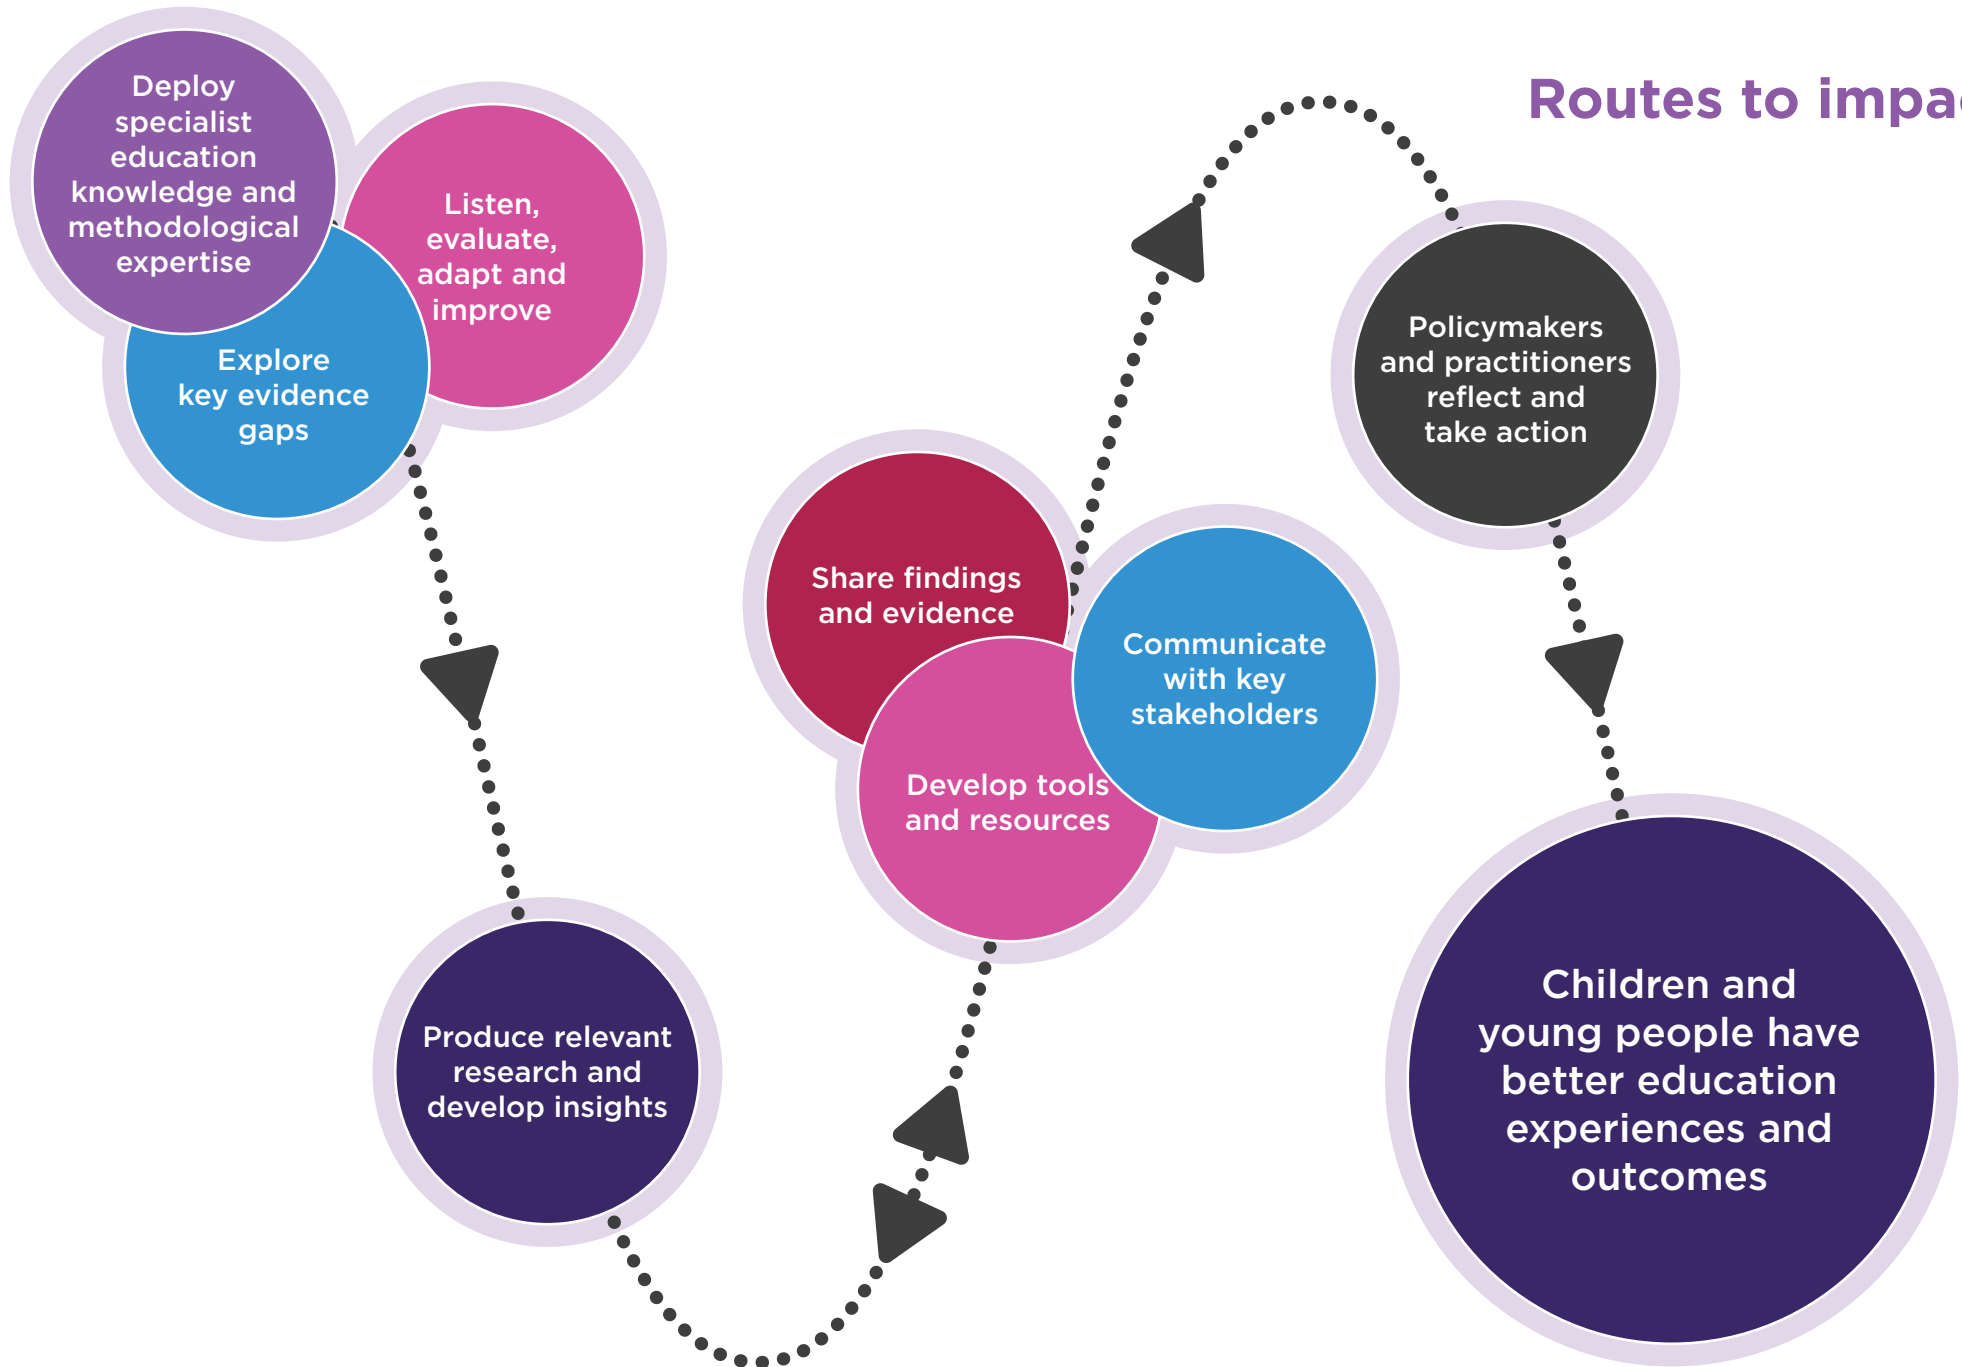 Routes to impac
Deploy
specialist
education
knowledge and
methodological
expertise
Listen,
evaluate,
adapt and
improve
Explore
key evidence
gaps
Produce relevant
research and
develop insights
Share findings
and evidence
Develop tools
and resources
Communicate
with key
stakeholders
Policymakers
and practitioners
reflect and
take action
Children and
young people have
better education
experiences and
outcomes